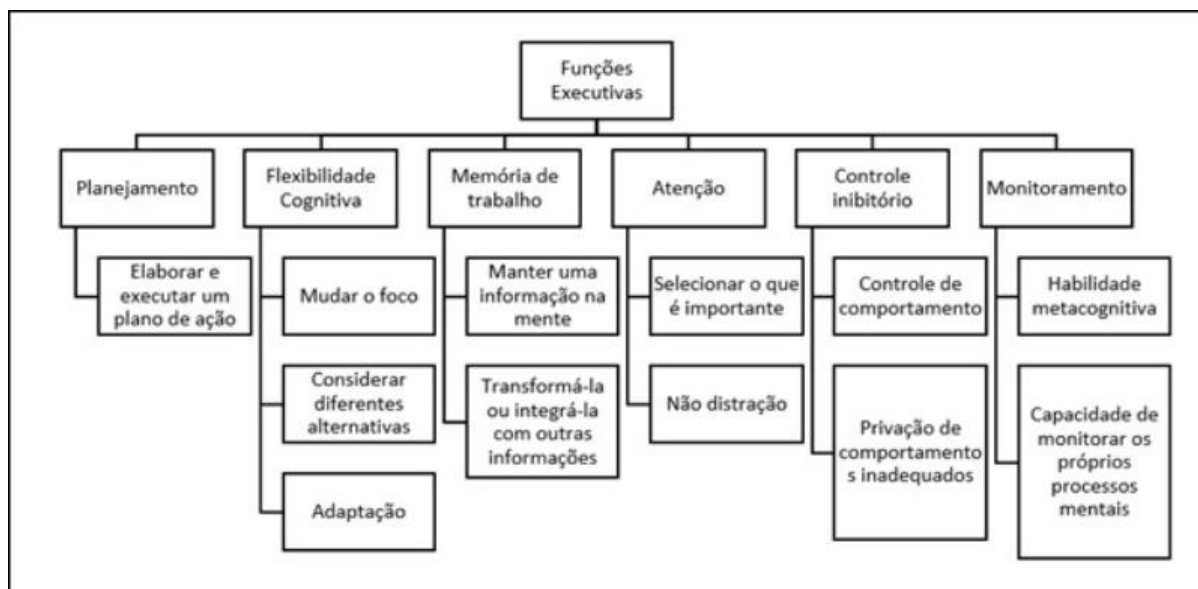 Funções
Executivas
Planejamento
Flexibilidade
Cognitiva
Memória de
trabalho
Atenção
Controle
inibitório
Monitoramento
Elaborar e
executar um
plano de ação
Mudar o foco
Manter uma
informação na
mente
Selecionar o que
é importante
Controle de
comportamento
Habilidade
metacognitiva
Considerar
diferentes
alternativas
Transformá-la
ou integrá-la
com outras
informações
Não distração
Privação de
comportamento
s inadequados
Capacidade de
monitorar os
próprios
processos
mentais
Adaptação